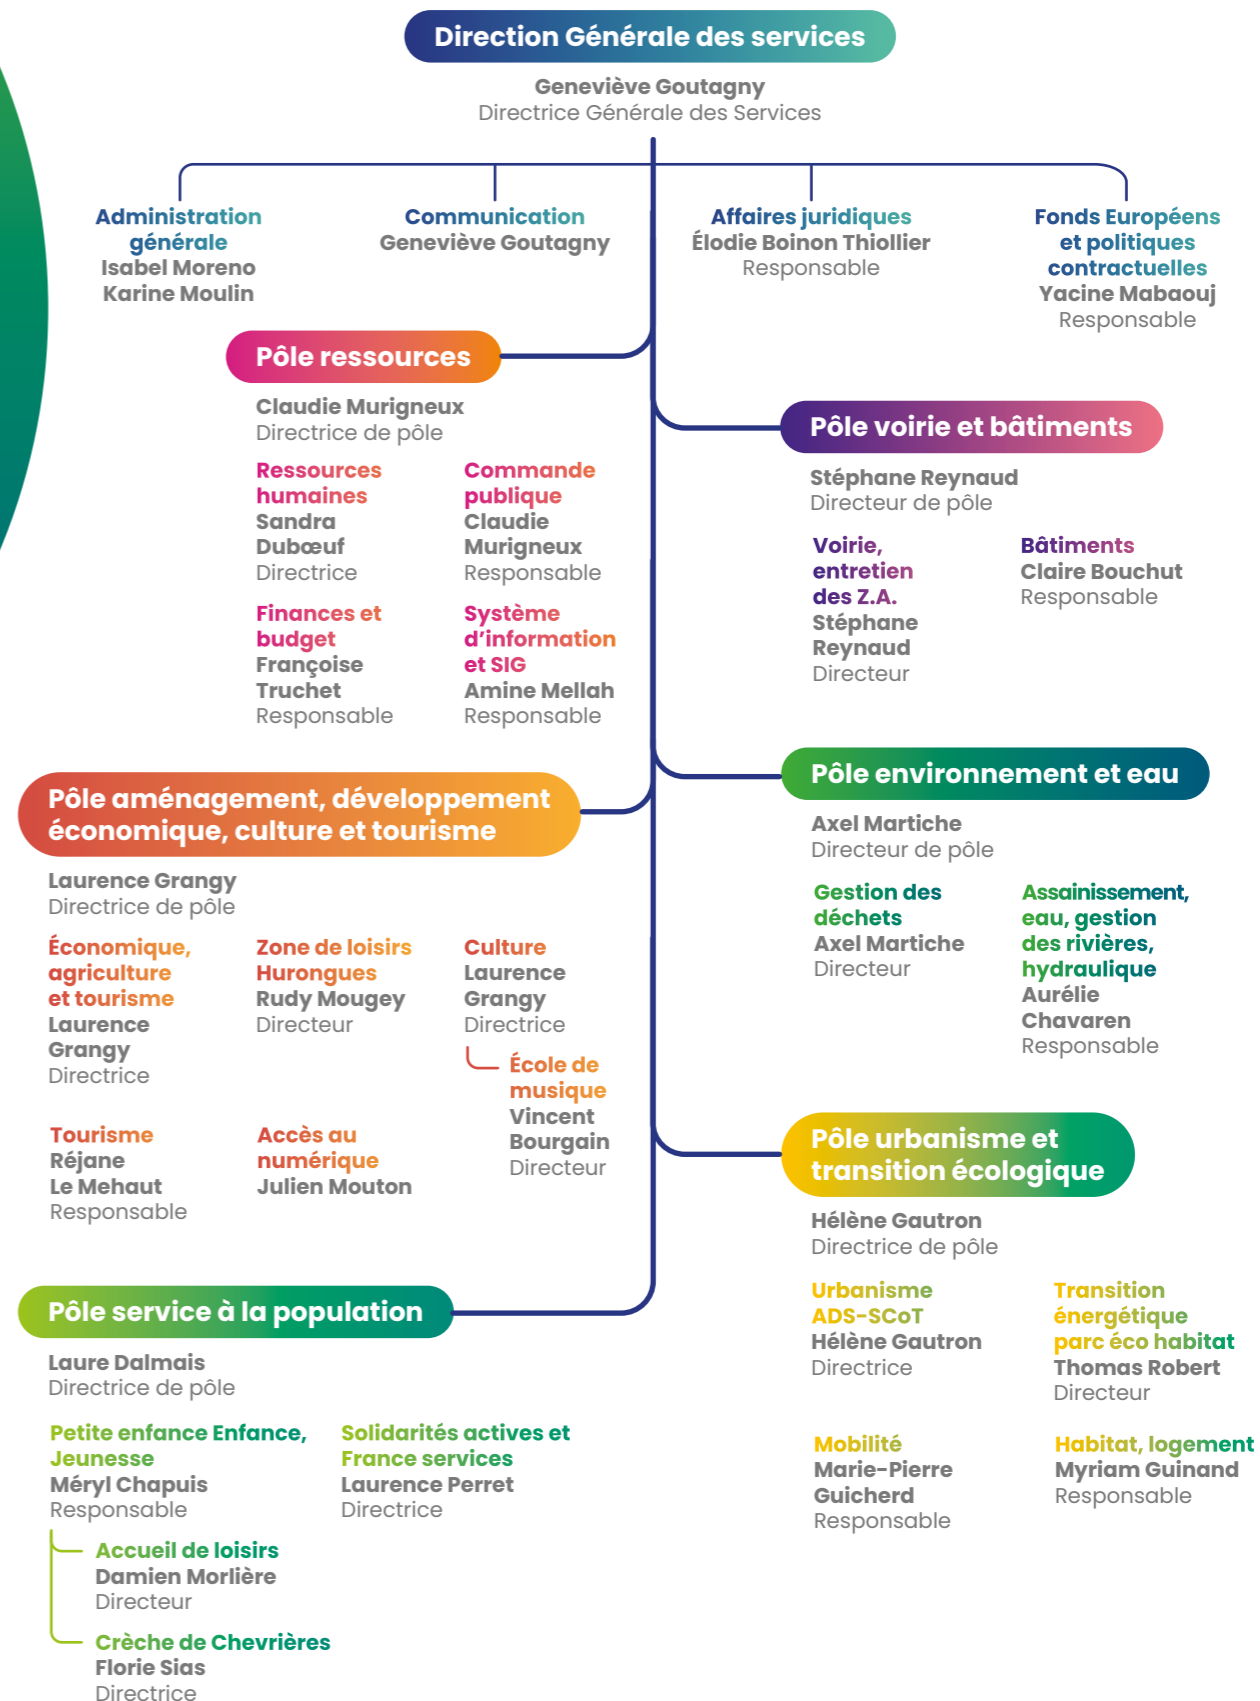 Direction Générale des services
Geneviève Goutagny
Directrice Générale des Services
Administration
générale
Isabel Moreno
Karine Moulin
Communication
Geneviève Goutagny
Affaires juridiques
Élodie Boinon Thiollier
Responsable
Fonds Européens
et politiques
contractuelles
Yacine Mabaouj
Responsable
Pôle ressources
Claudie Murigneux
Directrice de pôle
Ressources
humaines
Sandra
Dubœuf
Directrice
Commande
publique
Claudie
Murigneux
Responsable
Finances et
budget
Françoise
Truchet
Responsable
Système
d’information
et SIG
Amine Mellah
Responsable
Pôle voirie et bâtiments
Stéphane Reynaud
Directeur de pôle
Voirie,
entretien
des Z.A.
Stéphane
Reynaud
Directeur
Bâtiments
Claire Bouchut
Responsable
Pôle aménagement, développement
économique, culture et tourisme
Laurence Grangy
Directrice de pôle
Économique,
agriculture
et tourisme
Laurence
Grangy
Directrice
Zone de loisirs
Hurongues
Rudy Mougey
Directeur
Culture
Laurence
Grangy
Directrice
École de
musique
Vincent
Bourgain
Directeur
Tourisme
Réjane
Le Mehaut
Responsable
Accès au
numérique
Julien Mouton
Pôle environnement et eau
Axel Martiche
Directeur de pôle
Gestion des
déchets
Axel Martiche
Directeur
Assainissement,
eau, gestion
des rivières,
hydraulique
Aurélie
Chavaren
Responsable
Pôle urbanisme et
transition écologique
Hélène Gautron
Directrice de pôle
Urbanisme
ADS-SCoT
Hélène Gautron
Directrice
Transition
énergétique
parc éco habitat
Thomas Robert
Directeur
Mobilité
Marie-Pierre
Guicherd
Responsable
Habitat, logement
Myriam Guinand
Responsable
Pôle service à la population
Laure Dalmais
Directrice de pôle
Petite enfance Enfance,
Jeunesse
Méryl Chapuis
Responsable
Solidarités actives et
France services
Laurence Perret
Directrice
Accueil de loisirs
Damien Morlière
Directeur
Crèche de Chevrières
Florie Sias
Directrice